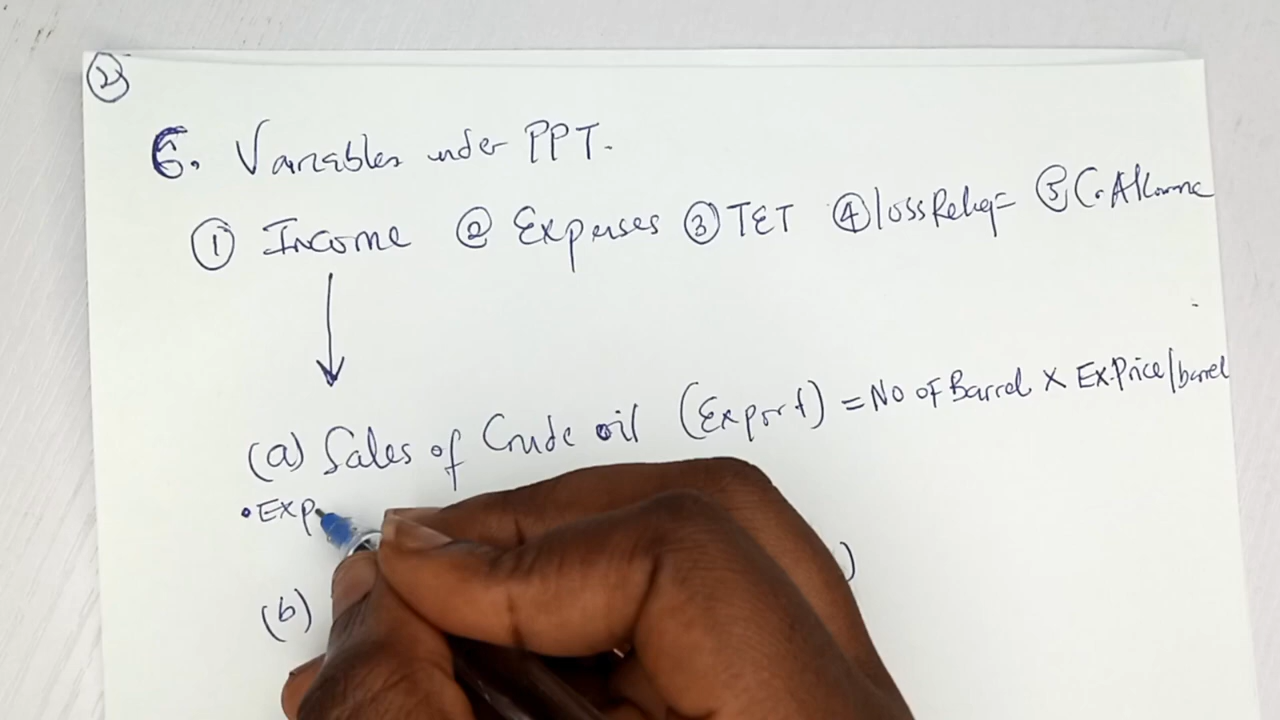 2
6. Variables under PPT.
① Income ② Expenses ③ TET ④ loss Relief ⑤ C. Allowance
(a) Sales of Crude oil (Export) = No of Barrel X Ex.Price/barrel
• Exp
(b) )